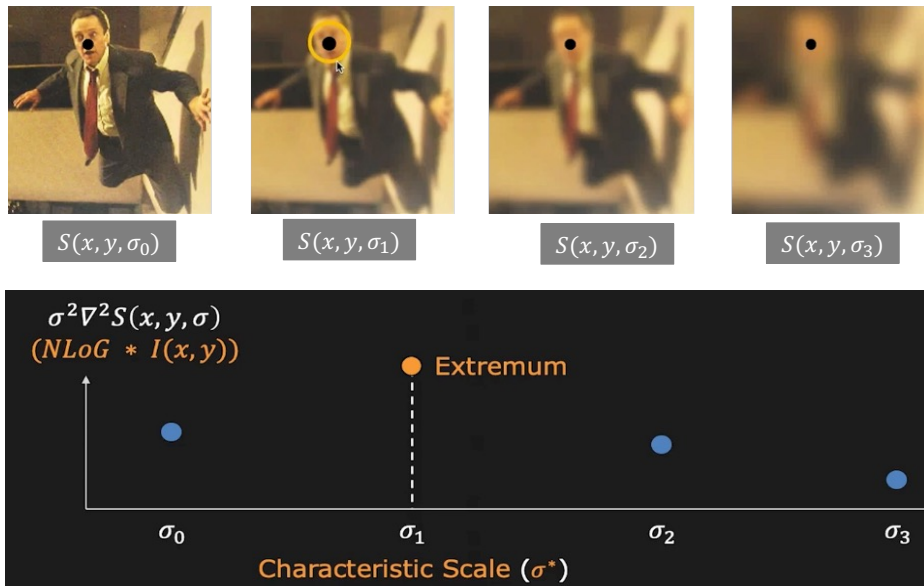 S(x, y, σ₀)
S(x, y, σ₁)
S(x, y, σ₂)
S(x, y, σ₃)
σ²∇²S(x, y, σ)
(NLoG * I(x, y))
Extremum
σ₀
σ₁
σ₂
σ₃
Characteristic Scale (σ*)